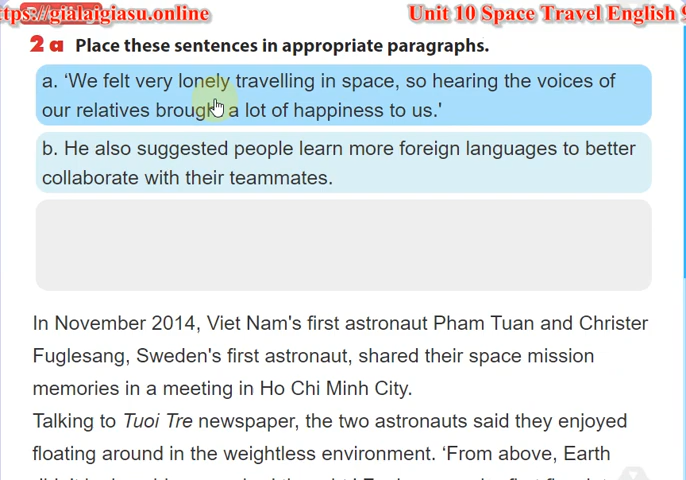 https://gialaigiasu.online
Unit 10 Space Travel English 9
2 a Place these sentences in appropriate paragraphs.
a. ‘We felt very lonely travelling in space, so hearing the voices of
our relatives brought a lot of happiness to us.'
b. He also suggested people learn more foreign languages to better
collaborate with their teammates.
In November 2014, Viet Nam's first astronaut Pham Tuan and Christer
Fuglesang, Sweden's first astronaut, shared their space mission
memories in a meeting in Ho Chi Minh City.
Talking to Tuoi Tre newspaper, the two astronauts said they enjoyed
floating around in the weightless environment. ‘From above, Earth